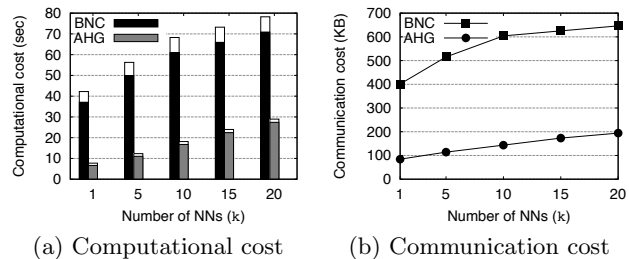 BNC
AHG
Computational cost (sec)
80
70
60
50
40
30
20
10
0
1 5 10 15 20
Number of NNs (k)
(a) Computational cost
BNC
AHG
Communication cost (KB)
700
600
500
400
300
200
100
0
1 5 10 15 20
Number of NNs (k)
(b) Communication cost